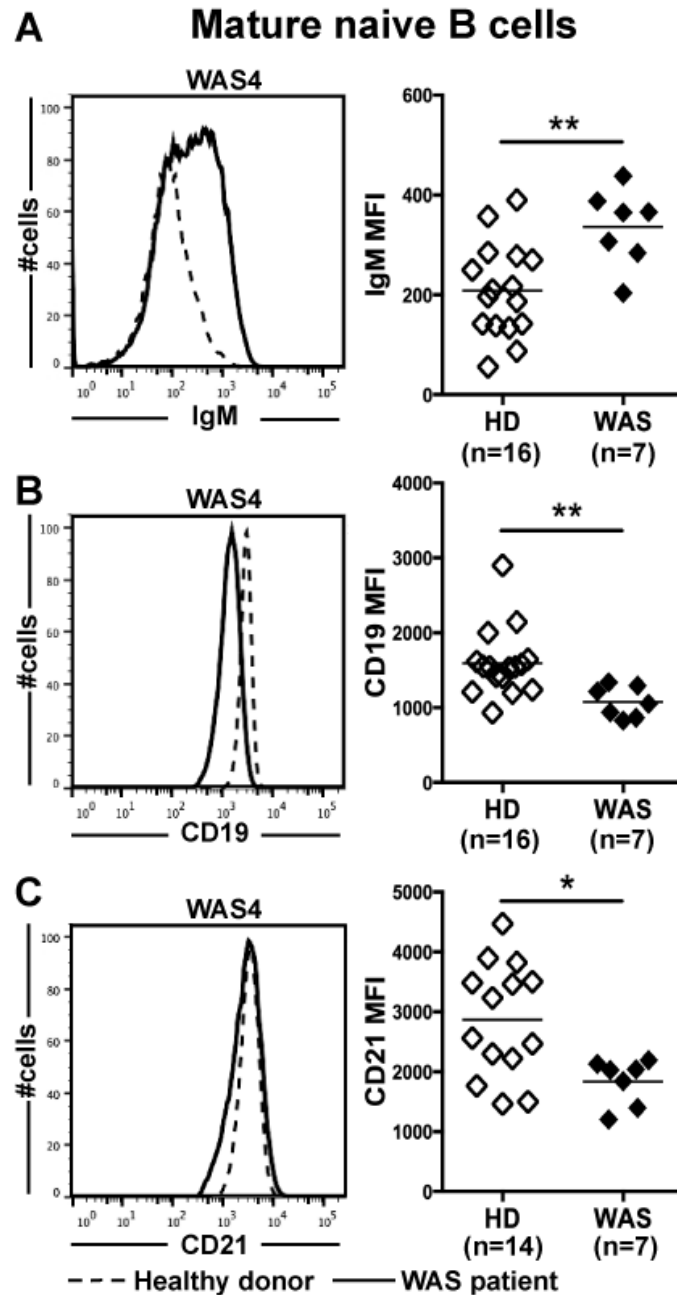 A Mature naive B cells
WAS4
100
80
60
40
20
0
#cells
10^0 10^1 10^2 10^3 10^4 10^5
IgM
600
400
200
0
IgM MFI
**
HD WAS
(n=16) (n=7)
B
WAS4
100
80
60
40
20
0
#cells
10^0 10^1 10^2 10^3 10^4 10^5
CD19
4000
3000
2000
1000
0
CD19 MFI
**
HD WAS
(n=16) (n=7)
C
WAS4
100
80
60
40
20
0
#cells
10^0 10^1 10^2 10^3 10^4 10^5
CD21
5000
4000
3000
2000
1000
0
CD21 MFI
*
HD WAS
(n=14) (n=7)
Healthy donor WAS patient